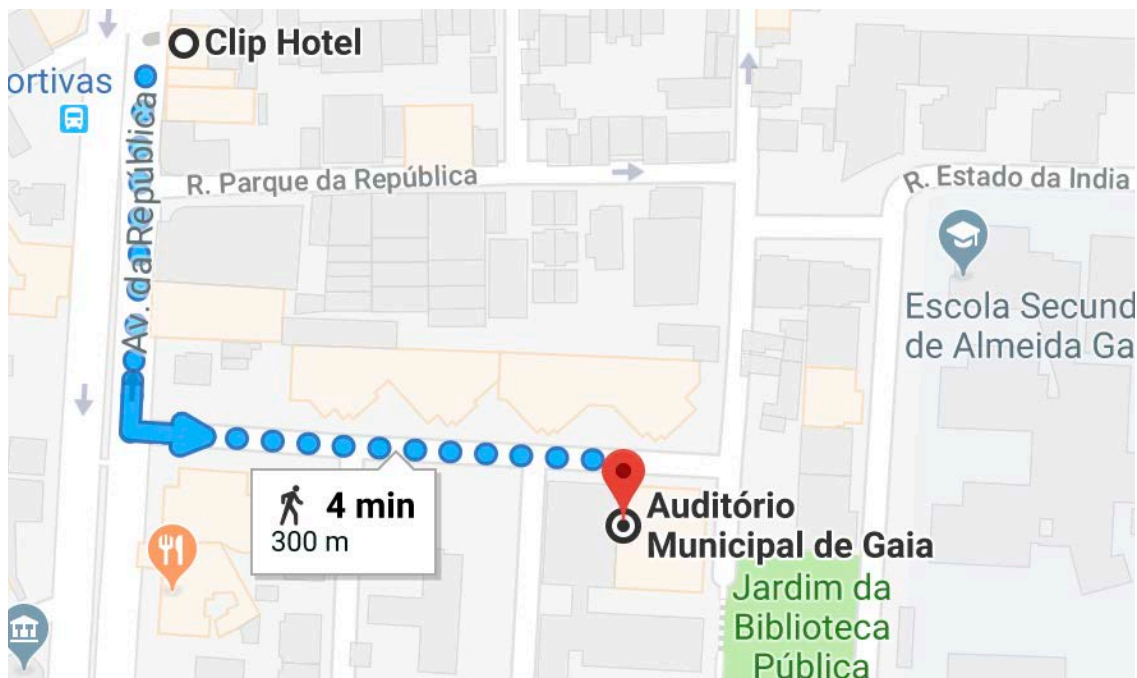 Clip Hotel
ortivas
Av. da República
R. Parque da República
R. Estado da India
Escola Secund
de Almeida Ga
4 min
300 m
Auditório
Municipal de Gaia
Jardim da
Biblioteca
Pública